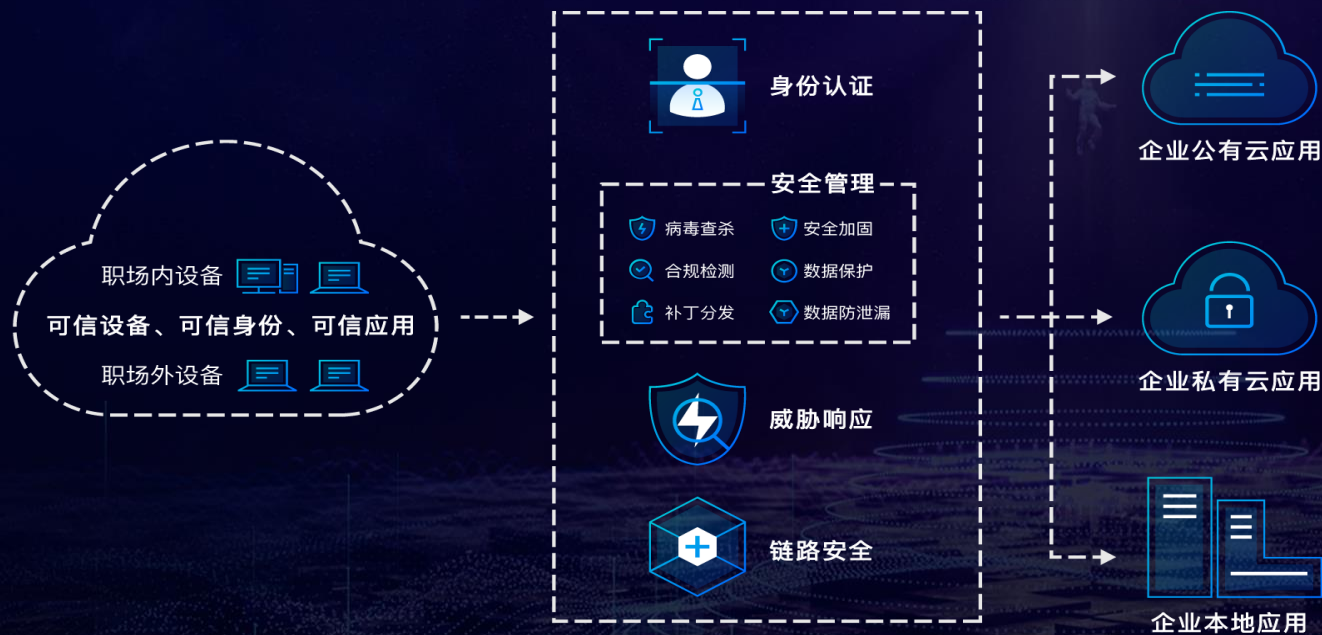 职场内设备
可信设备、可信身份、可信应用
职场外设备
身份认证
安全管理
病毒查杀
安全加固
合规检测
数据保护
补丁分发
数据防泄漏
威胁响应
链路安全
企业公有云应用
企业私有云应用
企业本地应用